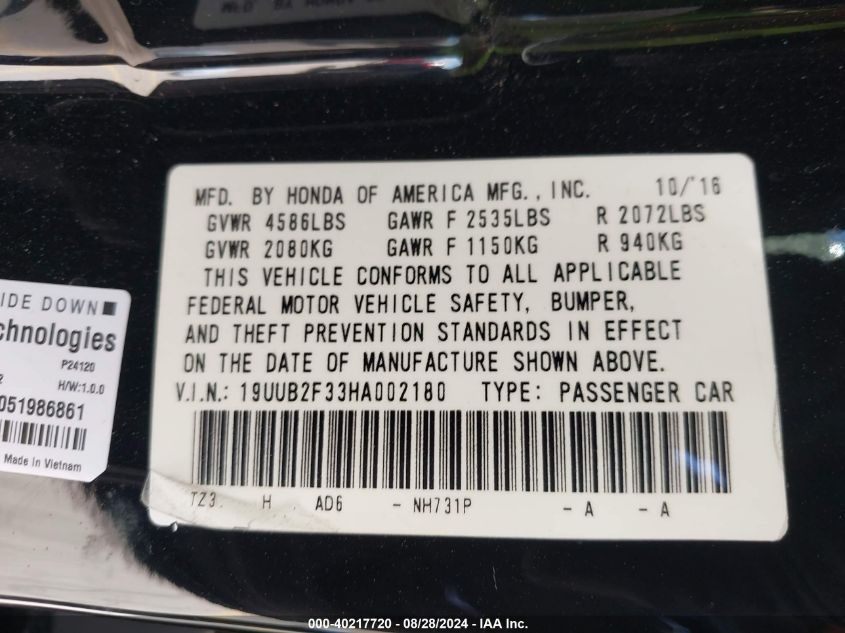 MFD. BY HONDA OF AMERICA MFG., INC. 10/'16
GVWR 4586LBS GAWR F 2535LBS R 2072LBS
GVWR 2080KG GAWR F 1150KG R 940KG
THIS VEHICLE CONFORMS TO ALL APPLICABLE
FEDERAL MOTOR VEHICLE SAFETY, BUMPER,
AND THEFT PREVENTION STANDARDS IN EFFECT
ON THE DATE OF MANUFACTURE SHOWN ABOVE.
V.I.N.: 19UUB2F33HA002180 TYPE: PASSENGER CAR
TZ3. H AD6 - NH731P - A - A
IDE DOWN
chnologies
P24120
2 H/W:1.0.0
051986861
Made in Vietnam
000-40217720 - 08/28/2024 - IAA Inc.